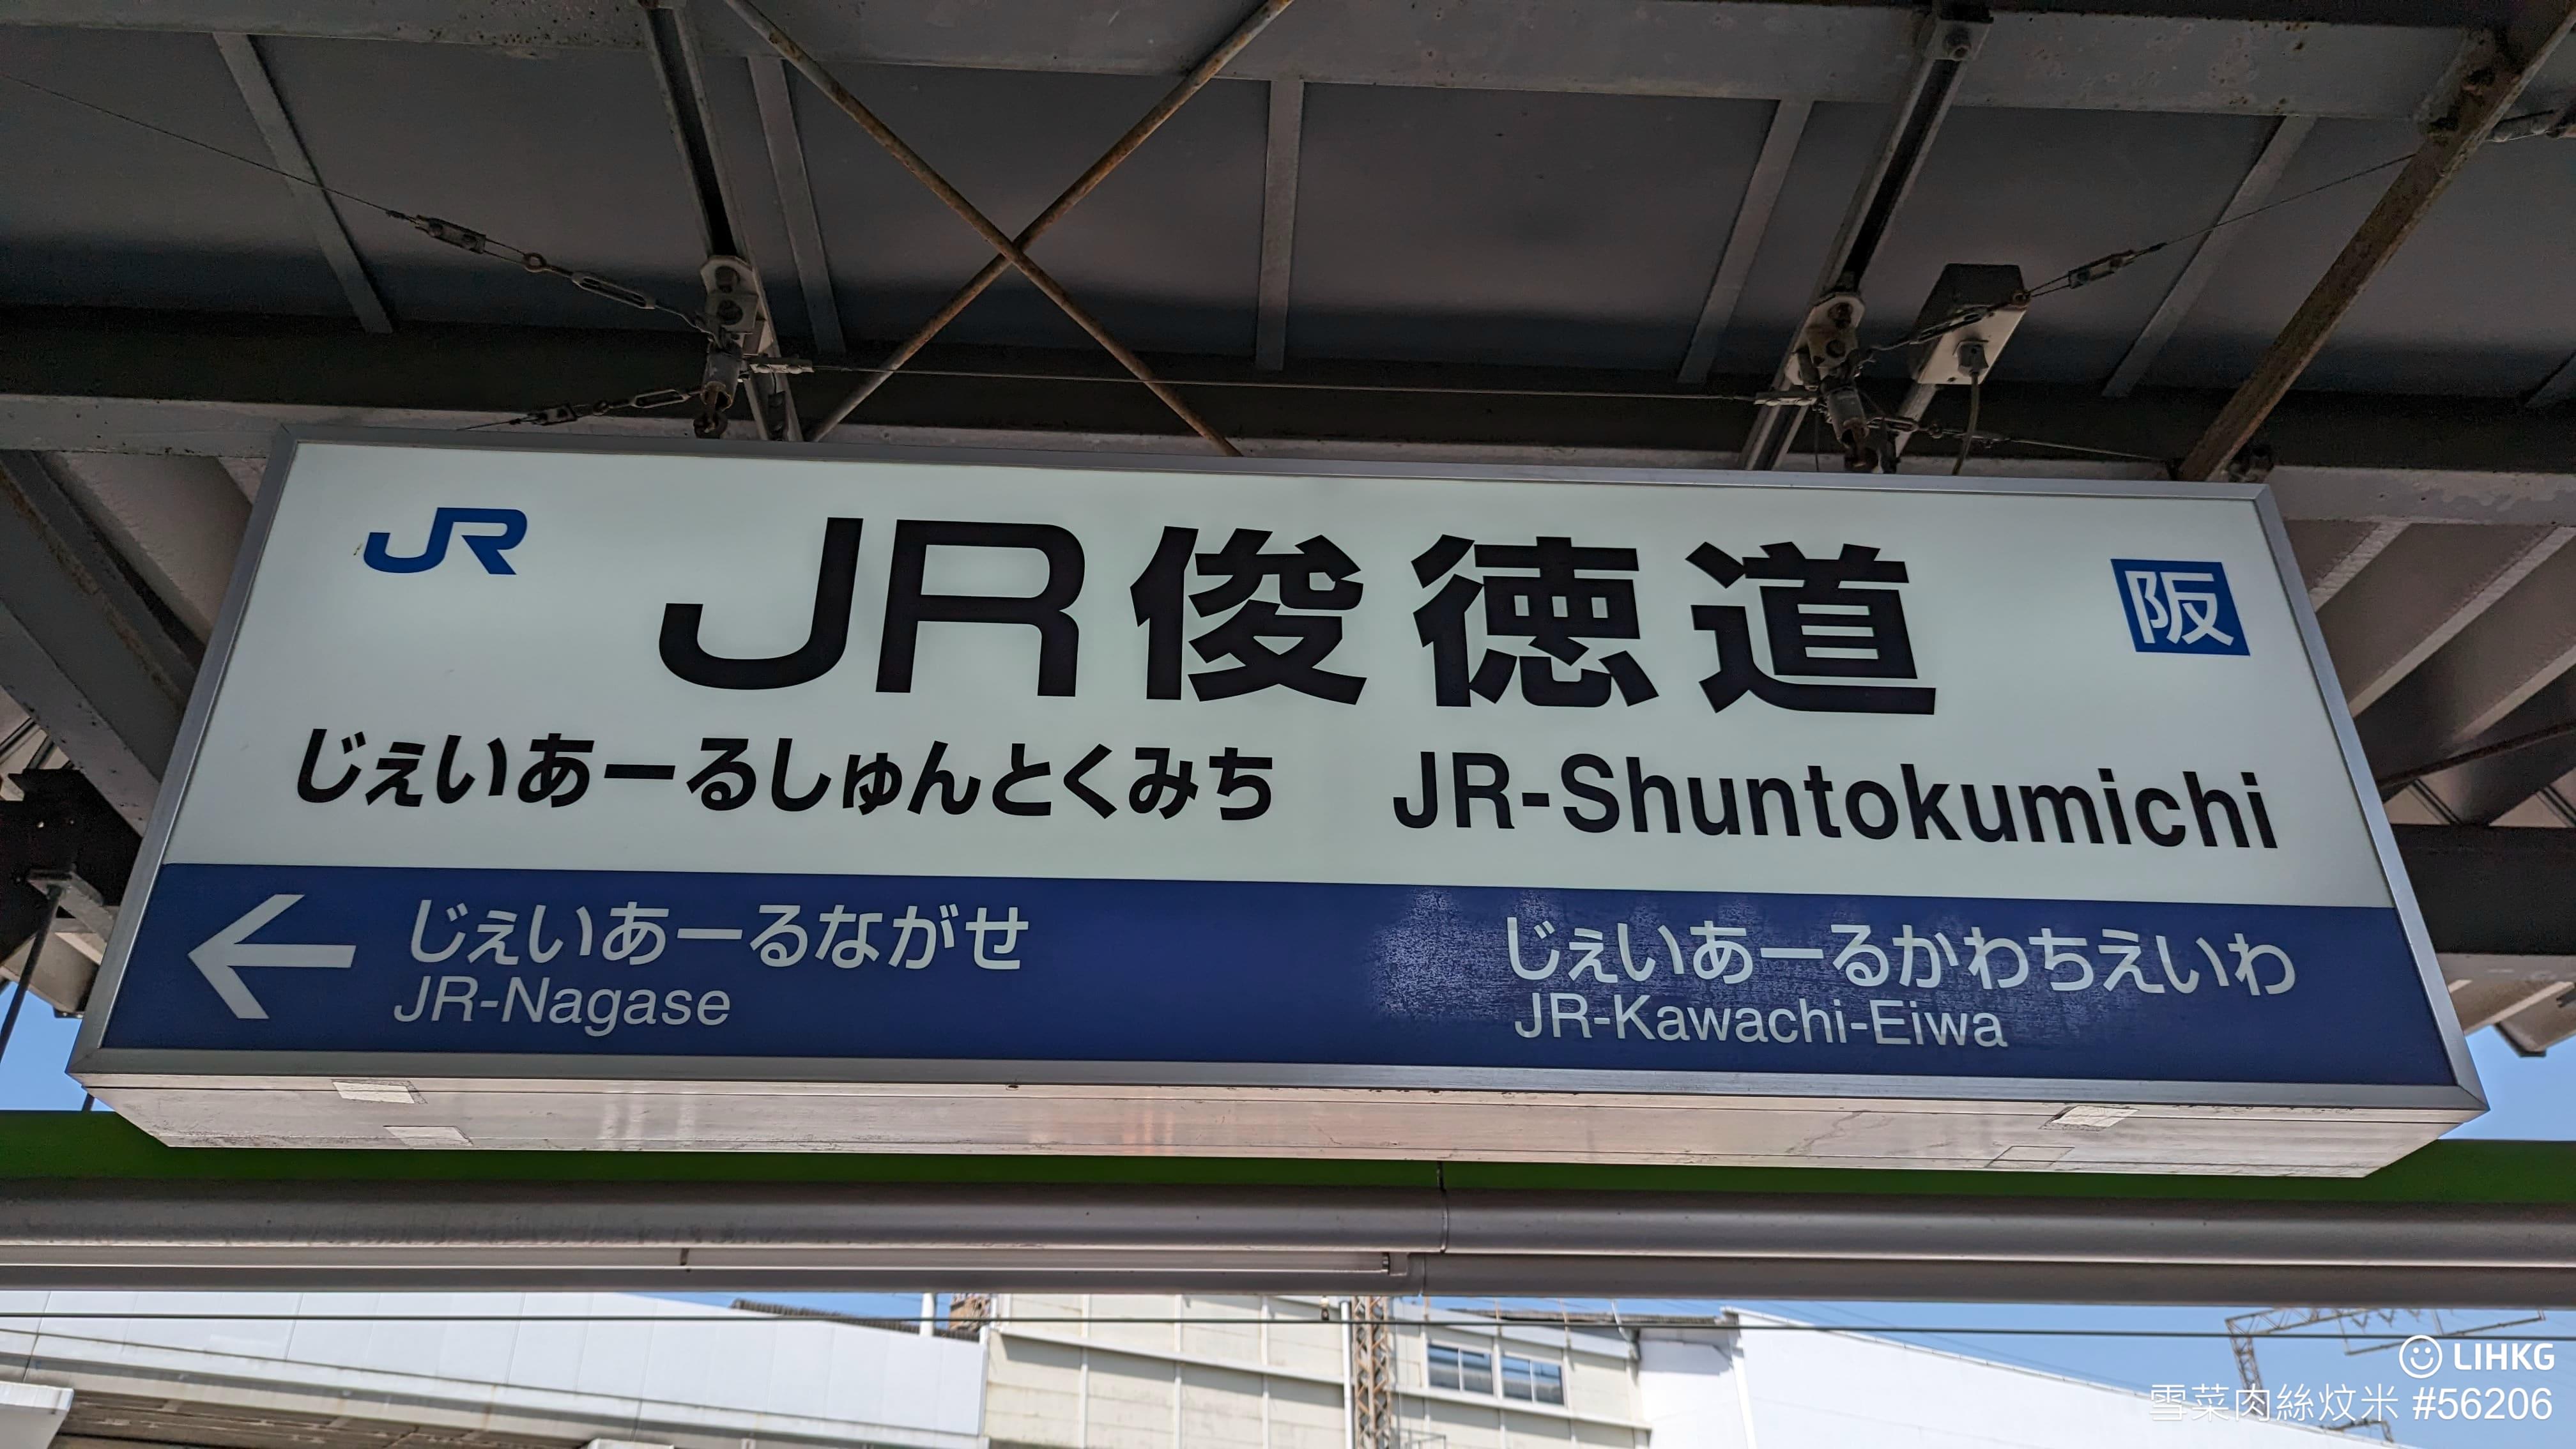 JR
JR俊徳道
阪
じぇいあーるしゅんとくみち JR-Shuntokumichi
じぇいあーるながせ
JR-Nagase
じぇいあーるかわちえいわ
JR-Kawachi-Eiwa
LIHKG
雪菜肉絲炆米 #56206